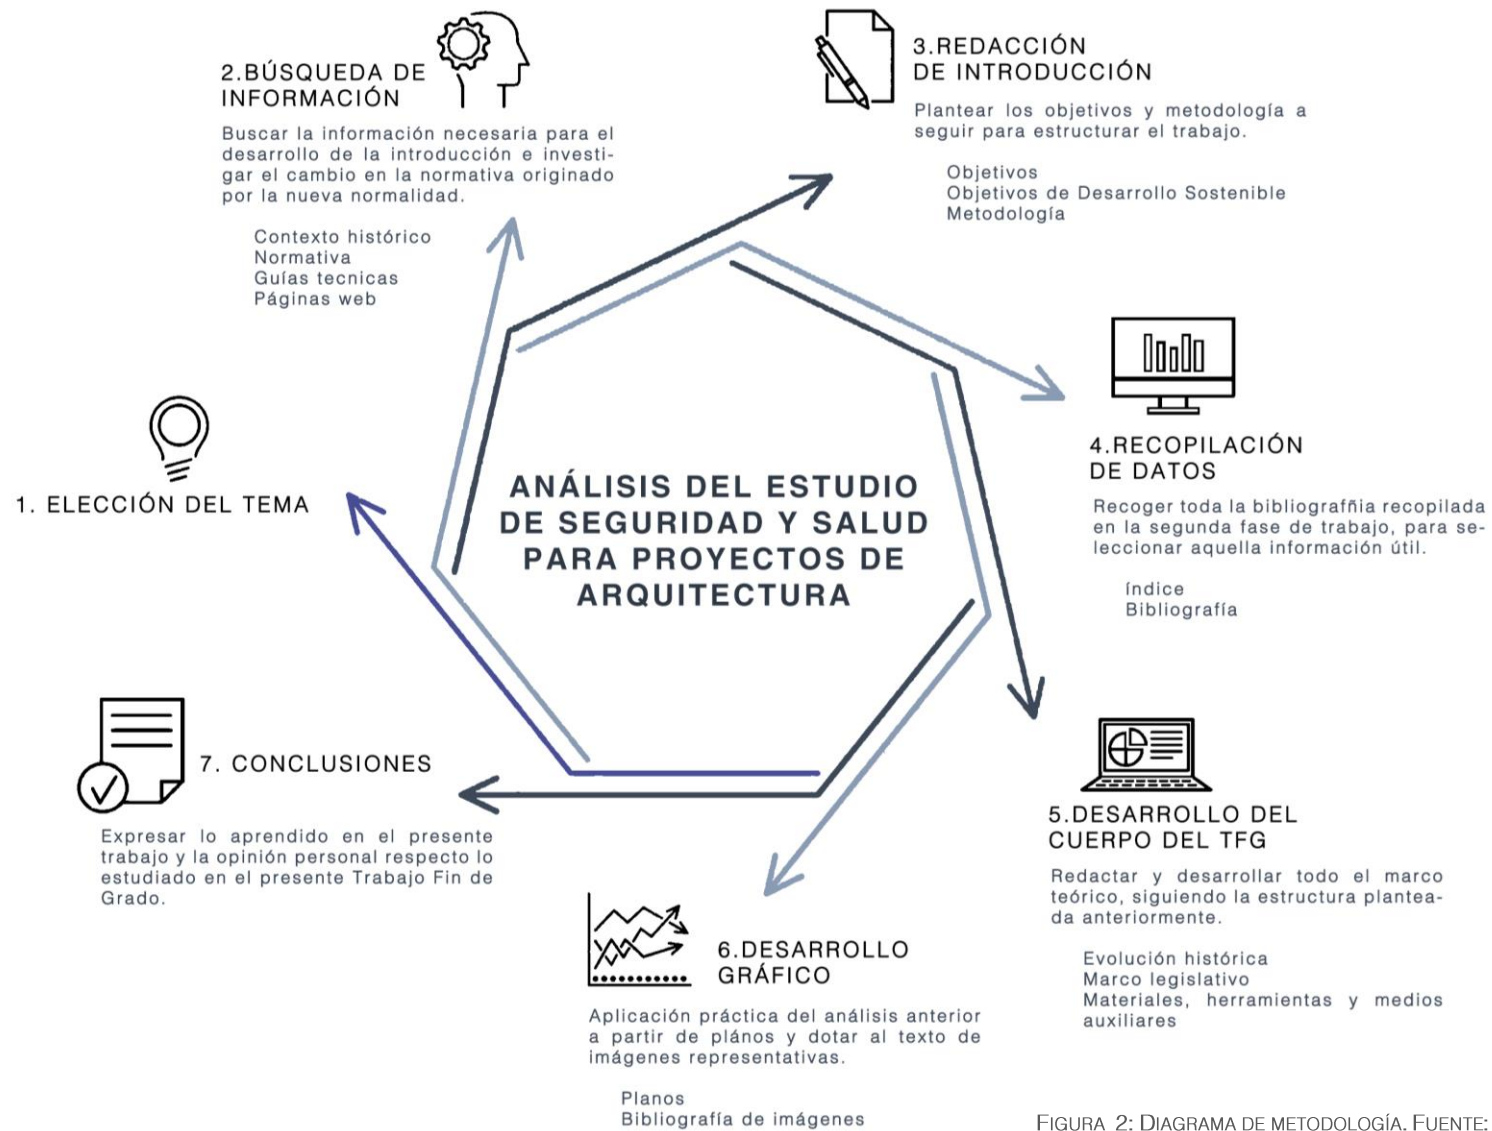 1. ELECCIÓN DEL TEMA
2.BÚSQUEDA DE
INFORMACIÓN
Buscar la información necesaria para el
desarrollo de la introducción e investi-
gar el cambio en la normativa originado
por la nueva normalidad.
Contexto histórico
Normativa
Guías tecnicas
Páginas web
3.REDACCIÓN
DE INTRODUCCIÓN
Plantear los objetivos y metodología a
seguir para estructurar el trabajo.
Objetivos
Objetivos de Desarrollo Sostenible
Metodología
4.RECOPILACIÓN
DE DATOS
Recoger toda la bibliografñia recopilada
en la segunda fase de trabajo, para se-
leccionar aquella información útil.
índice
Bibliografía
5.DESARROLLO DEL
CUERPO DEL TFG
Redactar y desarrollar todo el marco
teórico, siguiendo la estructura plantea-
da anteriormente.
Evolución histórica
Marco legislativo
Materiales, herramientas y medios
auxiliares
6.DESARROLLO
GRÁFICO
Aplicación práctica del análisis anterior
a partir de plános y dotar al texto de
imágenes representativas.
Planos
Bibliografía de imágenes
7. CONCLUSIONES
Expresar lo aprendido en el presente
trabajo y la opinión personal respecto lo
estudiado en el presente Trabajo Fin de
Grado.
ANÁLISIS DEL ESTUDIO
DE SEGURIDAD Y SALUD
PARA PROYECTOS DE
ARQUITECTURA
FIGURA 2: DIAGRAMA DE METODOLOGÍA. FUENTE: